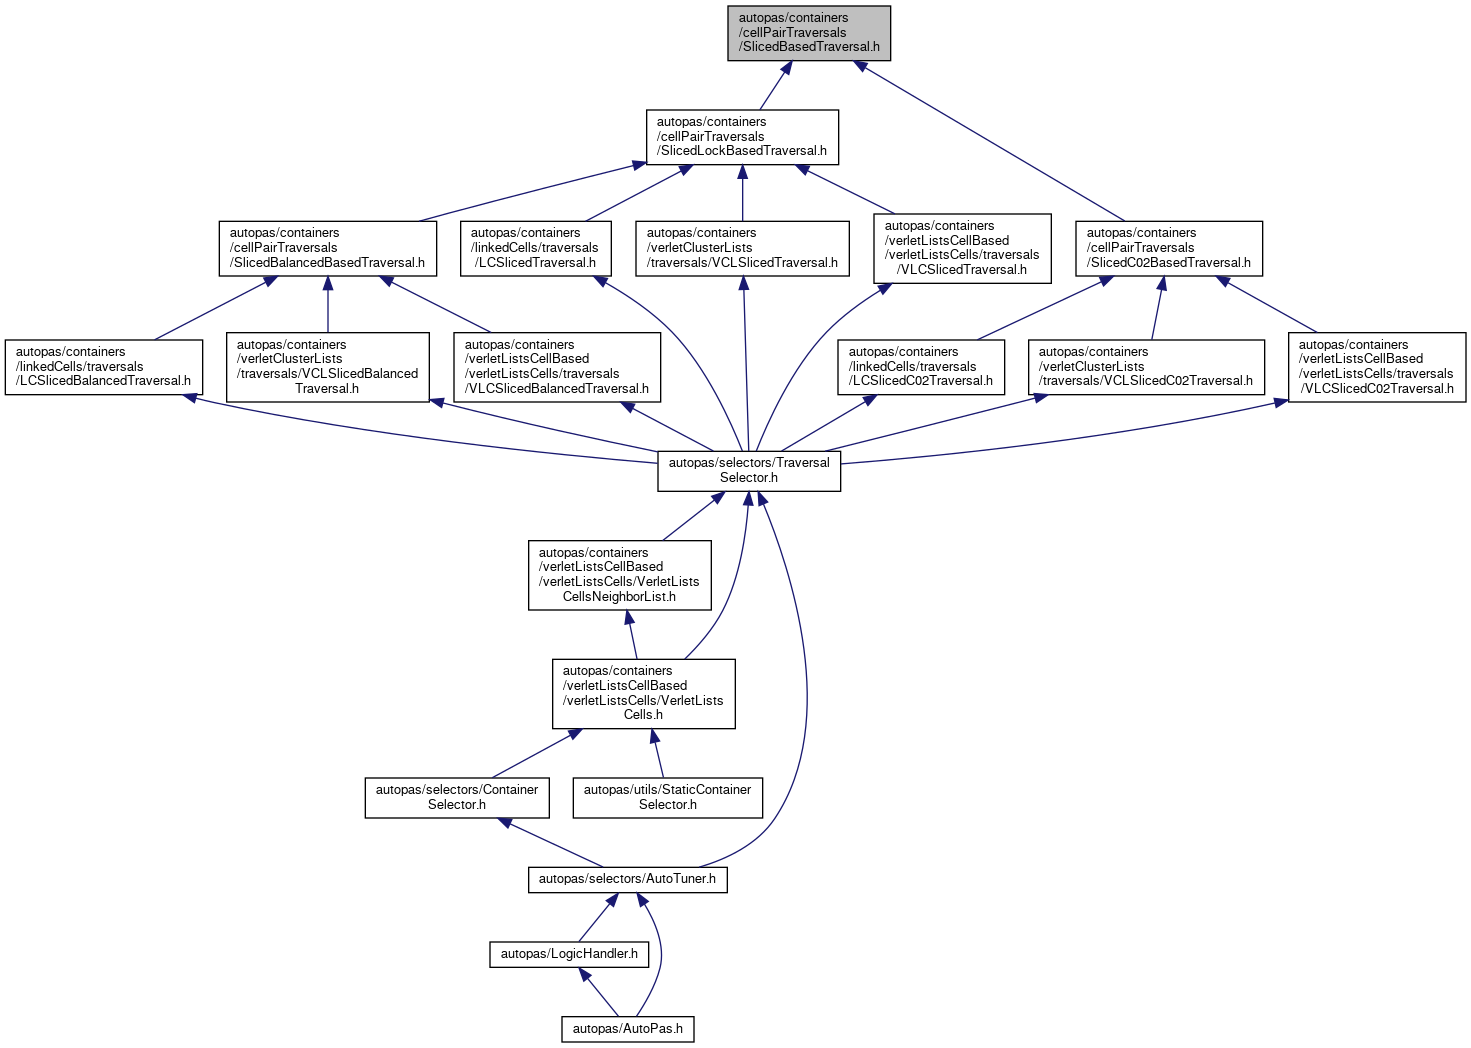 autopas/containers
/cellPairTraversals
/SlicedBasedTraversal.h
autopas/containers
/cellPairTraversals
/SlicedLockBasedTraversal.h
autopas/containers
/cellPairTraversals
/SlicedBalancedBasedTraversal.h
autopas/containers
/linkedCells/traversals
/LCSlicedTraversal.h
autopas/containers
/verletClusterLists
/traversals/VCLSlicedTraversal.h
autopas/containers
/verletListsCellBased
/verletListsCells/traversals
/VLCSlicedTraversal.h
autopas/containers
/cellPairTraversals
/SlicedC02BasedTraversal.h
autopas/containers
/linkedCells/traversals
/LCSlicedBalancedTraversal.h
autopas/containers
/verletClusterLists
/traversals/VCLSlicedBalanced
Traversal.h
autopas/containers
/verletListsCellBased
/verletListsCells/traversals
/VLCSlicedBalancedTraversal.h
autopas/containers
/linkedCells/traversals
/LCSlicedC02Traversal.h
autopas/containers
/verletClusterLists
/traversals/VCLSlicedC02Traversal.h
autopas/containers
/verletListsCellBased
/verletListsCells/traversals
/VLCSlicedC02Traversal.h
autopas/selectors/Traversal
Selector.h
autopas/containers
/verletListsCellBased
/verletListsCells/VerletLists
CellsNeighborList.h
autopas/containers
/verletListsCellBased
/verletListsCells/VerletLists
Cells.h
autopas/selectors/Container
Selector.h
autopas/utils/StaticContainer
Selector.h
autopas/selectors/AutoTuner.h
autopas/LogicHandler.h
autopas/AutoPas.h